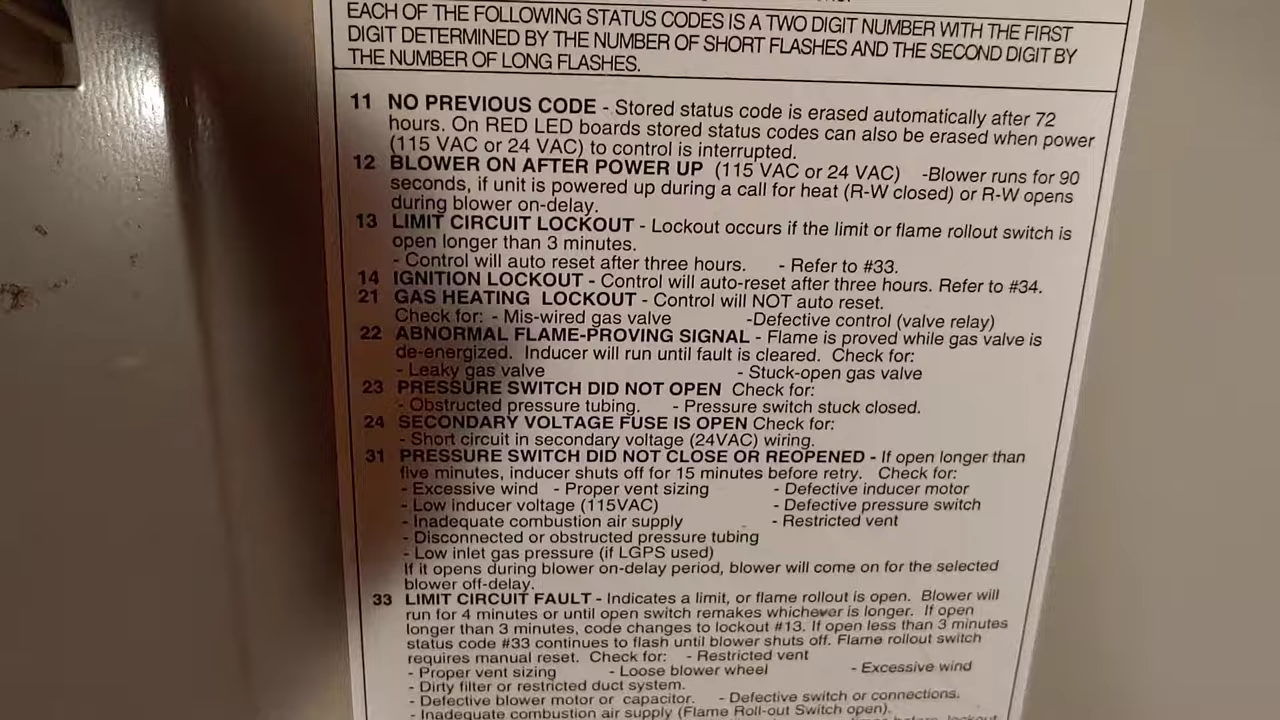 EACH OF THE FOLLOWING STATUS CODES IS A TWO DIGIT NUMBER WITH THE FIRST
DIGIT DETERMINED BY THE NUMBER OF SHORT FLASHES AND THE SECOND DIGIT BY
THE NUMBER OF LONG FLASHES.
11 NO PREVIOUS CODE - Stored status code is erased automatically after 72
hours. On RED LED boards stored status codes can also be erased when power
(115 VAC or 24 VAC) to control is interrupted.
12 BLOWER ON AFTER POWER UP (115 VAC or 24 VAC) -Blower runs for 90
seconds, if unit is powered up during a call for heat (R-W closed) or R-W opens
during blower on-delay.
13 LIMIT CIRCUIT LOCKOUT - Lockout occurs if the limit or flame rollout switch is
open longer than 3 minutes.
- Control will auto reset after three hours. - Refer to #33.
14 IGNITION LOCKOUT - Control will auto-reset after three hours. Refer to #34.
21 GAS HEATING LOCKOUT - Control will NOT auto reset.
Check for: - Mis-wired gas valve -Defective control (valve relay)
22 ABNORMAL FLAME-PROVING SIGNAL - Flame is proved while gas valve is
de-energized. Inducer will run until fault is cleared. Check for:
- Leaky gas valve - Stuck-open gas valve
23 PRESSURE SWITCH DID NOT OPEN Check for:
- Obstructed pressure tubing. - Pressure switch stuck closed.
24 SECONDARY VOLTAGE FUSE IS OPEN Check for:
- Short circuit in secondary voltage (24VAC) wiring.
31 PRESSURE SWITCH DID NOT CLOSE OR REOPENED - If open longer than
five minutes, inducer shuts off for 15 minutes before retry. Check for:
- Excessive wind - Proper vent sizing - Defective inducer motor
- Low inducer voltage (115VAC) - Defective pressure switch
- Inadequate combustion air supply - Restricted vent
- Disconnected or obstructed pressure tubing
- Low inlet gas pressure (if LGPS used)
If it opens during blower on-delay period, blower will come on for the selected
blower off-delay.
33 LIMIT CIRCUIT FAULT - Indicates a limit, or flame rollout is open. Blower will
run for 4 minutes or until open switch remakes whichever is longer. If open
longer than 3 minutes, code changes to lockout #13. If open less than 3 minutes
status code #33 continues to flash until blower shuts off. Flame rollout switch
requires manual reset. Check for: - Restricted vent
- Proper vent sizing - Loose blower wheel - Excessive wind
- Dirty filter or restricted duct system.
- Defective blower motor or capacitor. - Defective switch or connections.
- Inadequate combustion air supply (Flame Roll-out Switch open).